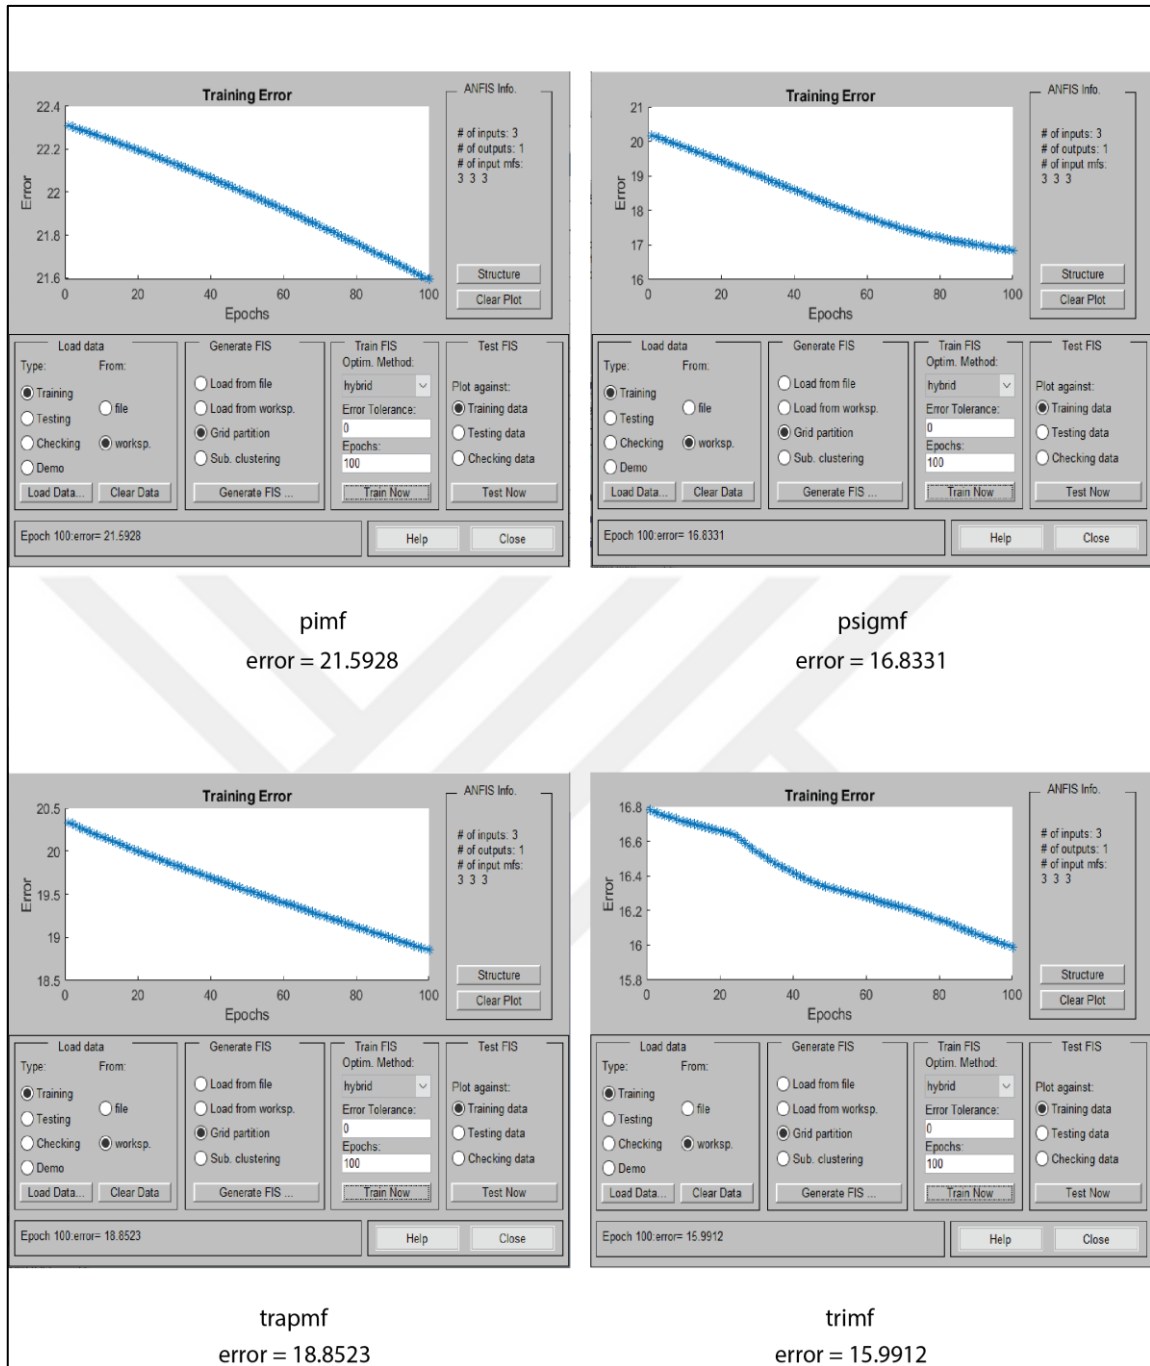 Training Error
22.4
22.2
22
21.8
21.6
Error
0 20 40 60 80 100
Epochs
ANFIS Info.
# of inputs: 3
# of outputs: 1
# of input mfs:
3 3 3
Structure
Clear Plot
Load data
Type: From:
Training
Testing
Checking
Demo
file
worksp.
Load Data... Clear Data
Generate FIS
Load from file
Load from worksp.
Grid partition
Sub. clustering
Generate FIS ...
Train FIS
Optim. Method:
hybrid
Error Tolerance:
0
Epochs:
100
Train Now
Test FIS
Plot against:
Training data
Testing data
Checking data
Test Now
Epoch 100:error= 21.5928
Help Close
Training Error
21
20
19
18
17
16
Error
0 20 40 60 80 100
Epochs
ANFIS Info.
# of inputs: 3
# of outputs: 1
# of input mfs:
3 3 3
Structure
Clear Plot
Load data
Type: From:
Training
Testing
Checking
Demo
file
worksp.
Load Data... Clear Data
Generate FIS
Load from file
Load from worksp.
Grid partition
Sub. clustering
Generate FIS ...
Train FIS
Optim. Method:
hybrid
Error Tolerance:
0
Epochs:
100
Train Now
Test FIS
Plot against:
Training data
Testing data
Checking data
Test Now
Epoch 100:error= 16.8331
Help Close
pimf
error = 21.5928
psigmf
error = 16.8331
Training Error
20.5
20
19.5
19
18.5
Error
0 20 40 60 80 100
Epochs
ANFIS Info.
# of inputs: 3
# of outputs: 1
# of input mfs:
3 3 3
Structure
Clear Plot
Load data
Type: From:
Training
Testing
Checking
Demo
file
worksp.
Load Data... Clear Data
Generate FIS
Load from file
Load from worksp.
Grid partition
Sub. clustering
Generate FIS ...
Train FIS
Optim. Method:
hybrid
Error Tolerance:
0
Epochs:
100
Train Now
Test FIS
Plot against:
Training data
Testing data
Checking data
Test Now
Epoch 100:error= 18.8523
Help Close
Training Error
16.8
16.6
16.4
16.2
16
15.8
Error
0 20 40 60 80 100
Epochs
ANFIS Info.
# of inputs: 3
# of outputs: 1
# of input mfs:
3 3 3
Structure
Clear Plot
Load data
Type: From:
Training
Testing
Checking
Demo
file
worksp.
Load Data... Clear Data
Generate FIS
Load from file
Load from worksp.
Grid partition
Sub. clustering
Generate FIS ...
Train FIS
Optim. Method:
hybrid
Error Tolerance:
0
Epochs:
100
Train Now
Test FIS
Plot against:
Training data
Testing data
Checking data
Test Now
Epoch 100:error= 15.9912
Help Close
trapmf
error = 18.8523
trimf
error = 15.9912